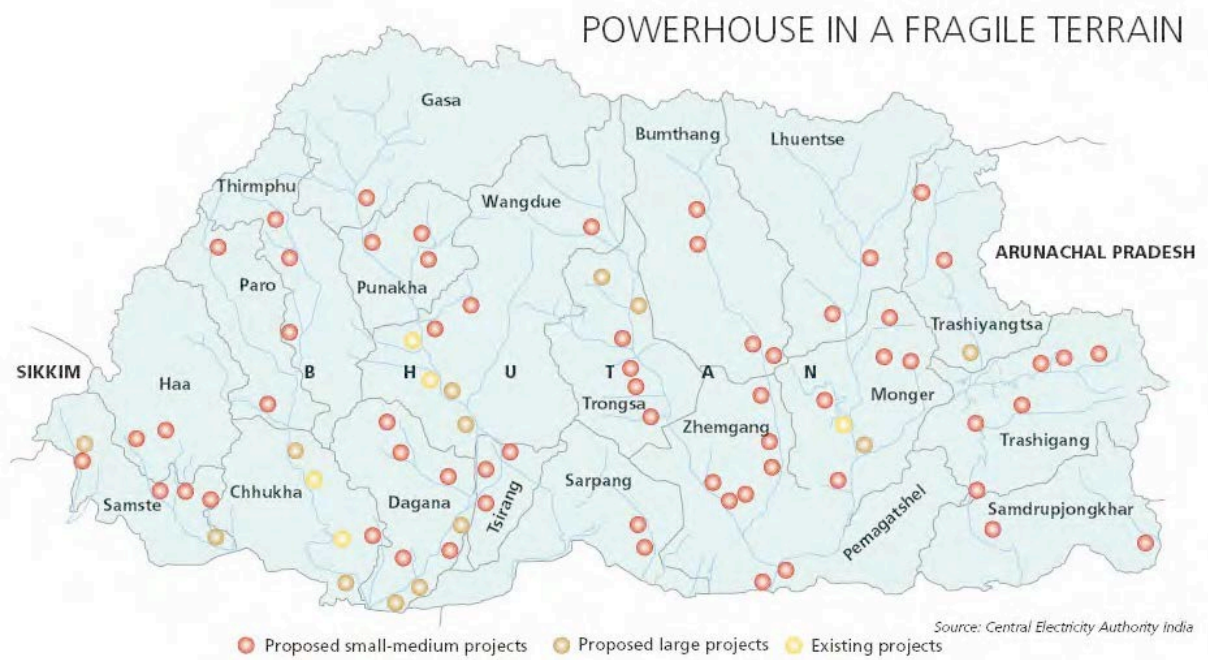 POWERHOUSE IN A FRAGILE TERRAIN
Gasa
Bumthang
Lhuentse
Thirmphu
Wangdue
ARUNACHAL PRADESH
Paro
Punakha
Trashiyangtsa
SIKKIM
Haa
B H U T A N
Monger
Trongsa
Zhemgang
Trashigang
Samste
Chhukha
Dagana
Tsirang
Sarpang
Pemagatshel
Samdrupjongkhar
Source: Central Electricity Authority India
Proposed small-medium projects Proposed large projects Existing projects